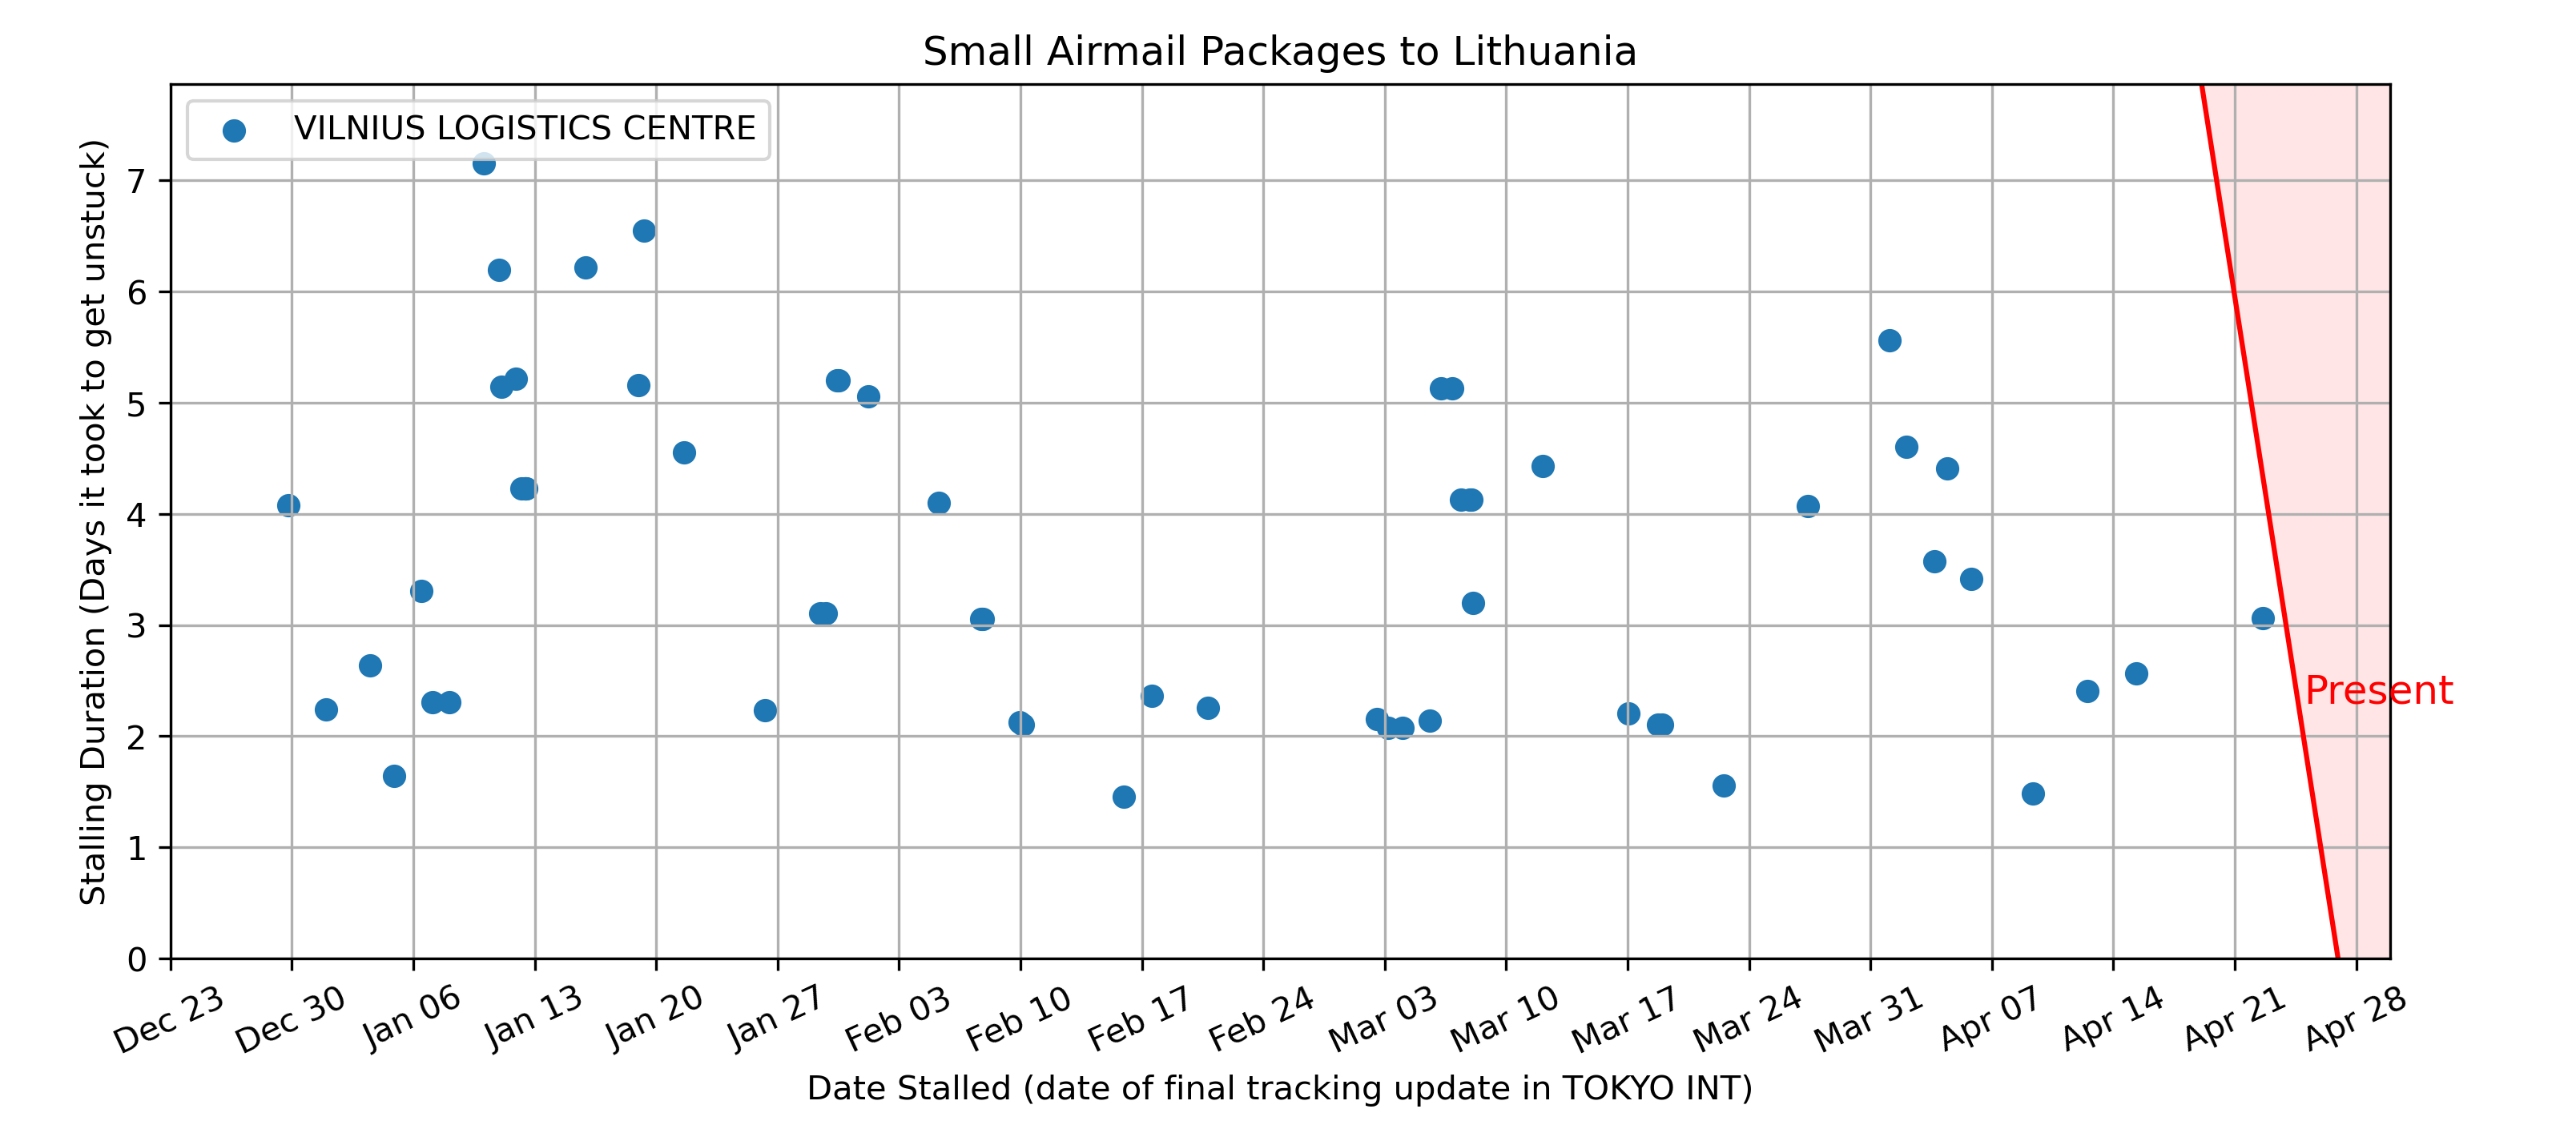 Small Airmail Packages to Lithuania
VILNIUS LOGISTICS CENTRE
Stalling Duration (Days it took to get unstuck)
7
6
5
4
3
2
1
0
Present
Dec 23
Dec 30
Jan 06
Jan 13
Jan 20
Jan 27
Feb 03
Feb 10
Feb 17
Feb 24
Mar 03
Mar 10
Mar 17
Mar 24
Mar 31
Apr 07
Apr 14
Apr 21
Apr 28
Date Stalled (date of final tracking update in TOKYO INT)